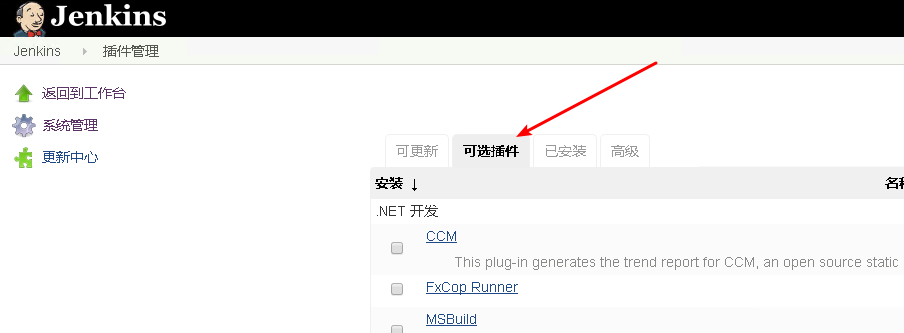 Jenkins
Jenkins 插件管理
返回到工作台
系统管理
更新中心
可更新 可选插件 已安装 高级
安装 ↓ 名称
.NET 开发
CCM
This plug-in generates the trend report for CCM, an open source static
FxCop Runner
MSBuild